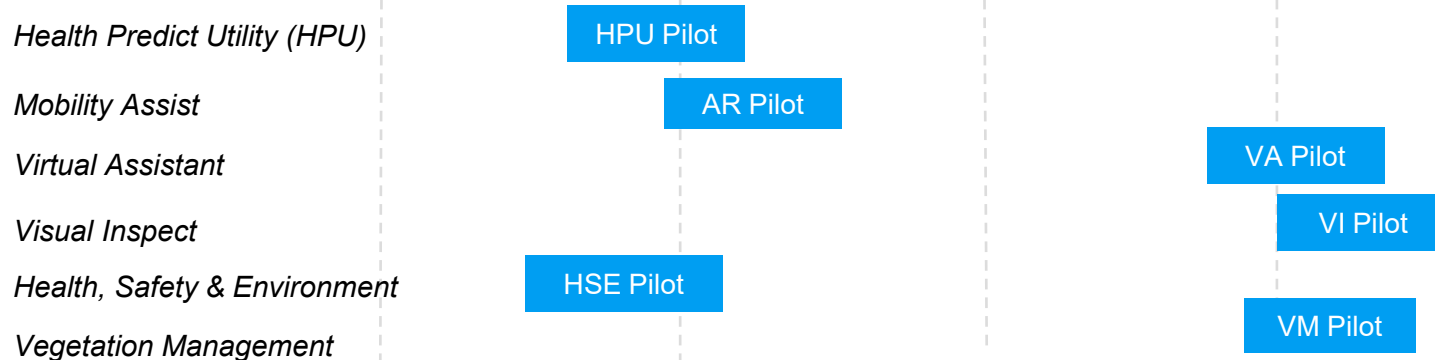 Health Predict Utility (HPU)
HPU Pilot
Mobility Assist
AR Pilot
Virtual Assistant
VA Pilot
Visual Inspect
VI Pilot
Health, Safety & Environment
HSE Pilot
Vegetation Management
VM Pilot